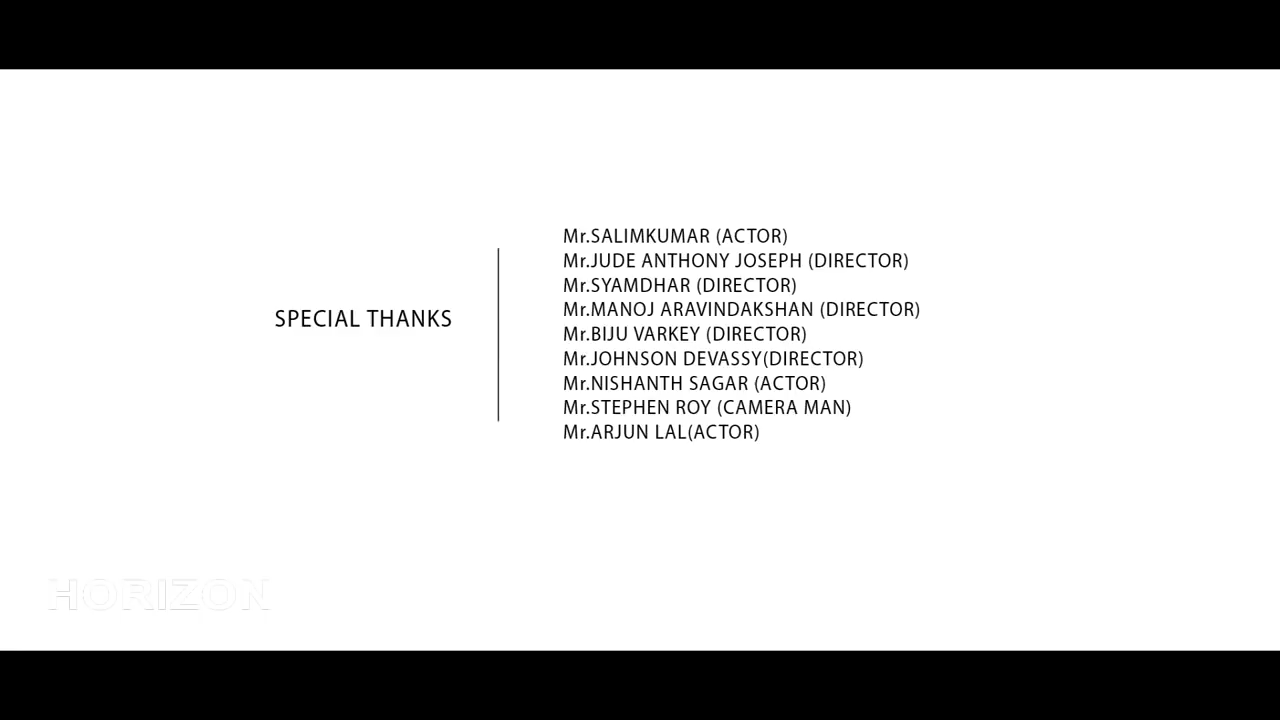 SPECIAL THANKS
Mr.SALIMKUMAR (ACTOR)
Mr.JUDE ANTHONY JOSEPH (DIRECTOR)
Mr.SYAMDHAR (DIRECTOR)
Mr.MANOJ ARAVINDAKSHAN (DIRECTOR)
Mr.BIJU VARKEY (DIRECTOR)
Mr.JOHNSON DEVASSY(DIRECTOR)
Mr.NISHANTH SAGAR (ACTOR)
Mr.STEPHEN ROY (CAMERA MAN)
Mr.ARJUN LAL(ACTOR)
HORIZON